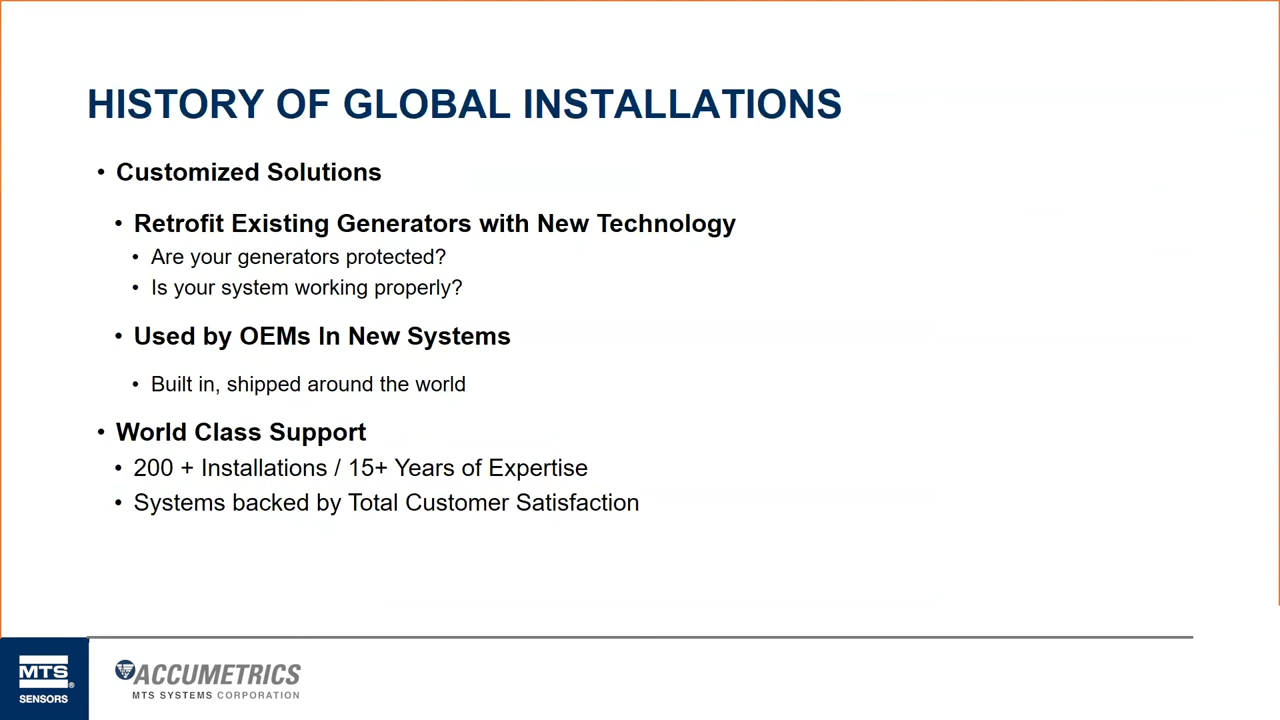 HISTORY OF GLOBAL INSTALLATIONS
• Customized Solutions
• Retrofit Existing Generators with New Technology
• Are your generators protected?
• Is your system working properly?
• Used by OEMs In New Systems
• Built in, shipped around the world
• World Class Support
• 200 + Installations / 15+ Years of Expertise
• Systems backed by Total Customer Satisfaction
MTS®
SENSORS
ACCUMETRICS
MTS SYSTEMS CORPORATION